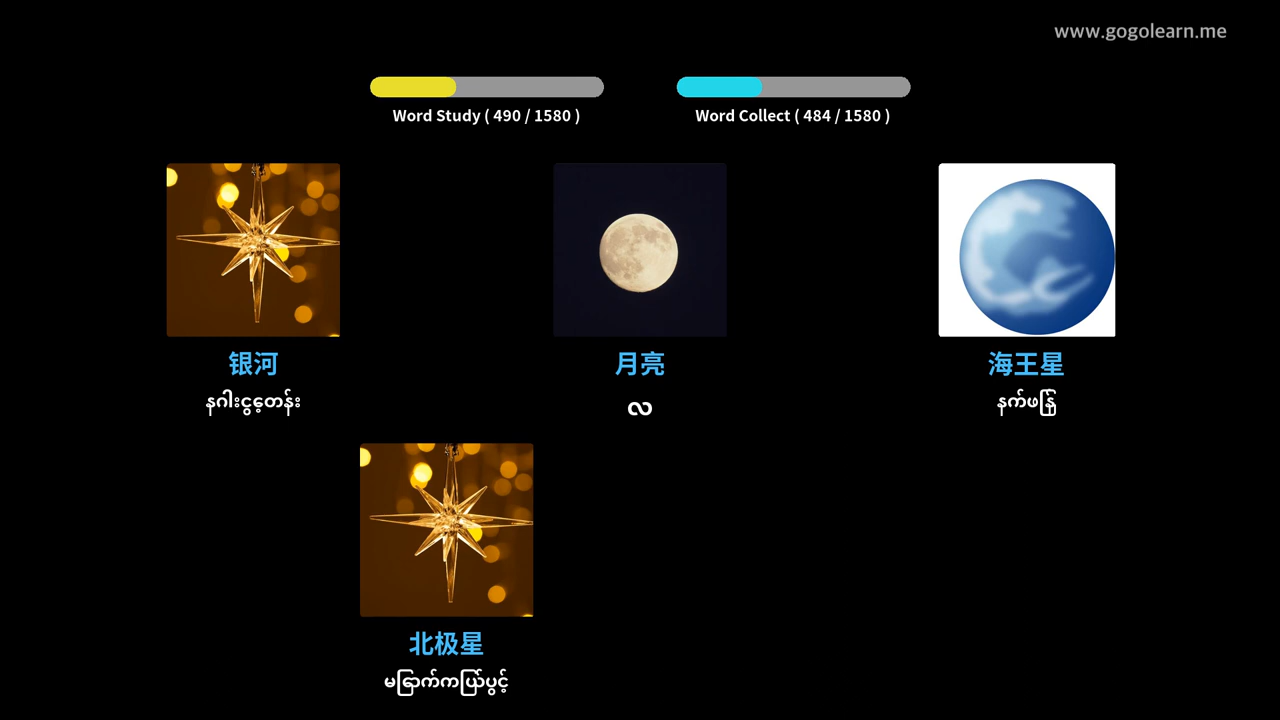 www.gogolearn.me
Word Study ( 490 / 1580 )
Word Collect ( 484 / 1580 )
银河
月亮
海王星
နဂါးငွေ့တန်း
လ
နက်ဖန်ြ
北极星
မြောက်ကြယ်ပွင့်